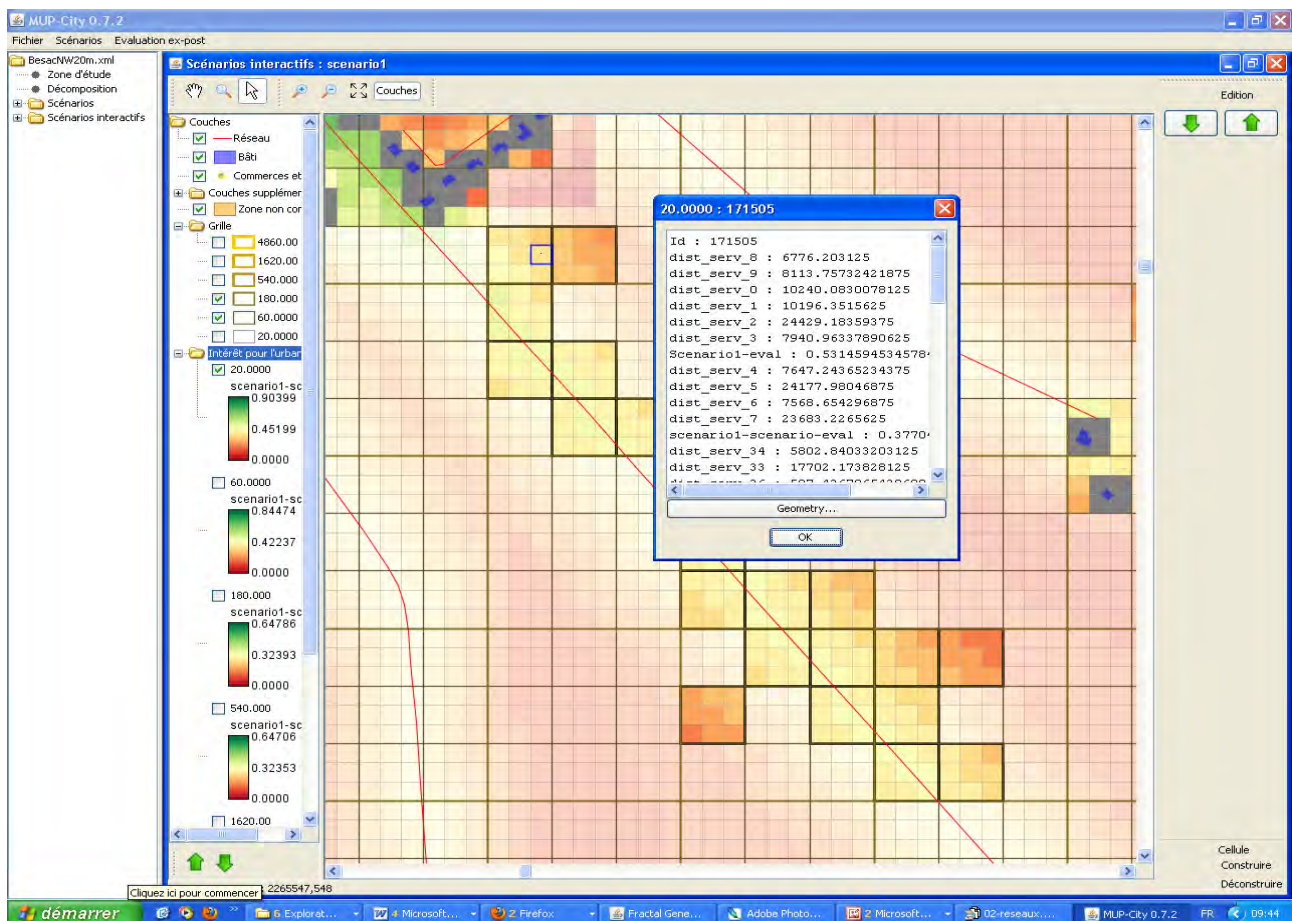 MUP-City 0.7.2
Fichier Scénarios Evaluation ex-post
BesacNW20m.xml
Zone d'étude
Décomposition
Scénarios
Scénarios interactifs
Scénarios interactifs : scenario1
Couches
Edition
Couches
Réseau
Bâti
Commerces et
Couches supplémer
Zone non cor
Grille
4860.00
1620.00
540.000
180.000
60.0000
20.0000
Intérêt pour l'urbar
20.0000
scenario1-sc
0.90399
0.45199
0.0000
60.0000
scenario1-sc
0.84474
0.42237
0.0000
180.000
scenario1-sc
0.64786
0.32393
0.0000
540.000
scenario1-sc
0.64706
0.32353
0.0000
1620.00
20.0000 : 171505
Id : 171505
dist_serv_8 : 6776.203125
dist_serv_9 : 8113.75732421875
dist_serv_0 : 10240.0830078125
dist_serv_1 : 10196.3515625
dist_serv_2 : 24429.18359375
dist_serv_3 : 7940.96337890625
Scenario1-eval : 0.5314594534578
dist_serv_4 : 7647.24365234375
dist_serv_5 : 24177.98046875
dist_serv_6 : 7568.654296875
dist_serv_7 : 23683.2265625
scenario1-scenario-eval : 0.3770
dist_serv_34 : 5802.84033203125
dist_serv_33 : 17702.173828125
Geometry...
OK
Cellule
Construire
Déconstruire
Cliquez ici pour commencer
2265547,548
démarrer
6 Explorat...
4 Microsoft...
2 Firefox
Fractal Gene...
Adobe Photo...
2 Microsoft...
02-reseaux....
MUP-City 0.7.2
FR
09:44